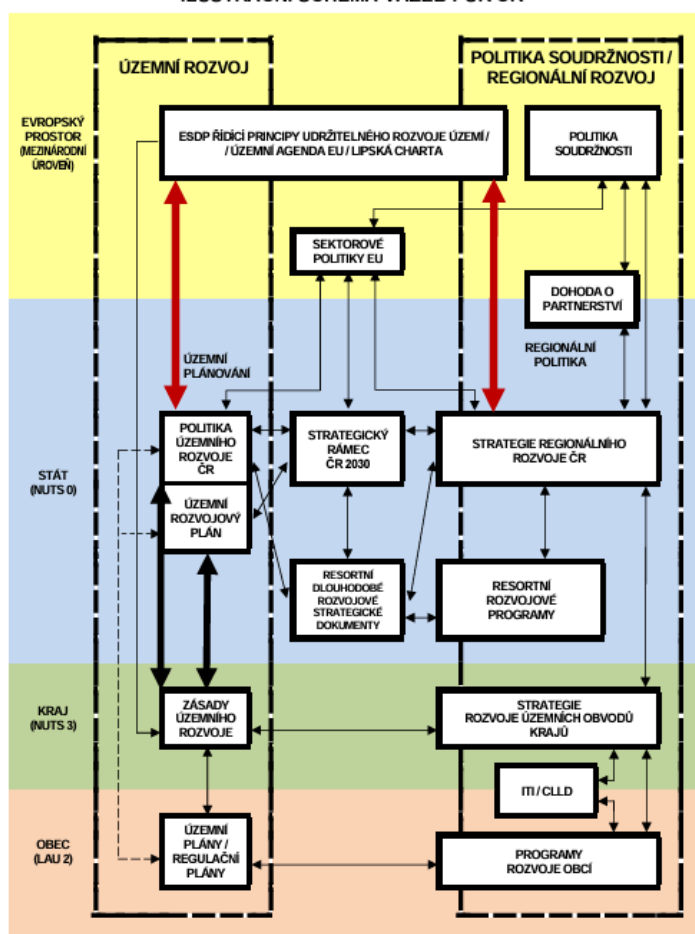 ÚZEMNÍ ROZVOJ
POLITIKA SOUDRŽNOSTI /
REGIONÁLNÍ ROZVOJ
EVROPSKÝ
PROSTOR
(MEZINÁRODNÍ
ÚROVEŇ)
ESDP ŘÍDÍCÍ PRINCIPY UDRŽITELNÉHO ROZVOJE ÚZEMÍ /
/ ÚZEMNÍ AGENDA EU / LIPSKÁ CHARTA
POLITIKA
SOUDRŽNOSTI
SEKTOROVÉ
POLITIKY EU
DOHODA O
PARTNERSTVÍ
ÚZEMNÍ
PLÁNOVÁNÍ
REGIONÁLNÍ
POLITIKA
STÁT
(NUTS 0)
POLITIKA
ÚZEMNÍHO
ROZVOJE
ČR
STRATEGICKÝ
RÁMEC
ČR 2030
STRATEGIE REGIONÁLNÍHO
ROZVOJE ČR
ÚZEMNÍ
ROZVOJOVÝ
PLÁN
RESORTNÍ
DLOUHODOBÉ
ROZVOJOVÉ
STRATEGICKÉ
DOKUMENTY
RESORTNÍ
ROZVOJOVÉ
PROGRAMY
KRAJ
(NUTS 3)
ZÁSADY
ÚZEMNÍHO
ROZVOJE
STRATEGIE
ROZVOJE ÚZEMNÍCH OBVODŮ
KRAJŮ
ITI / CLLD
OBEC
(LAU 2)
ÚZEMNÍ
PLÁNY /
REGULAČNÍ
PLÁNY
PROGRAMY
ROZVOJE OBCÍ